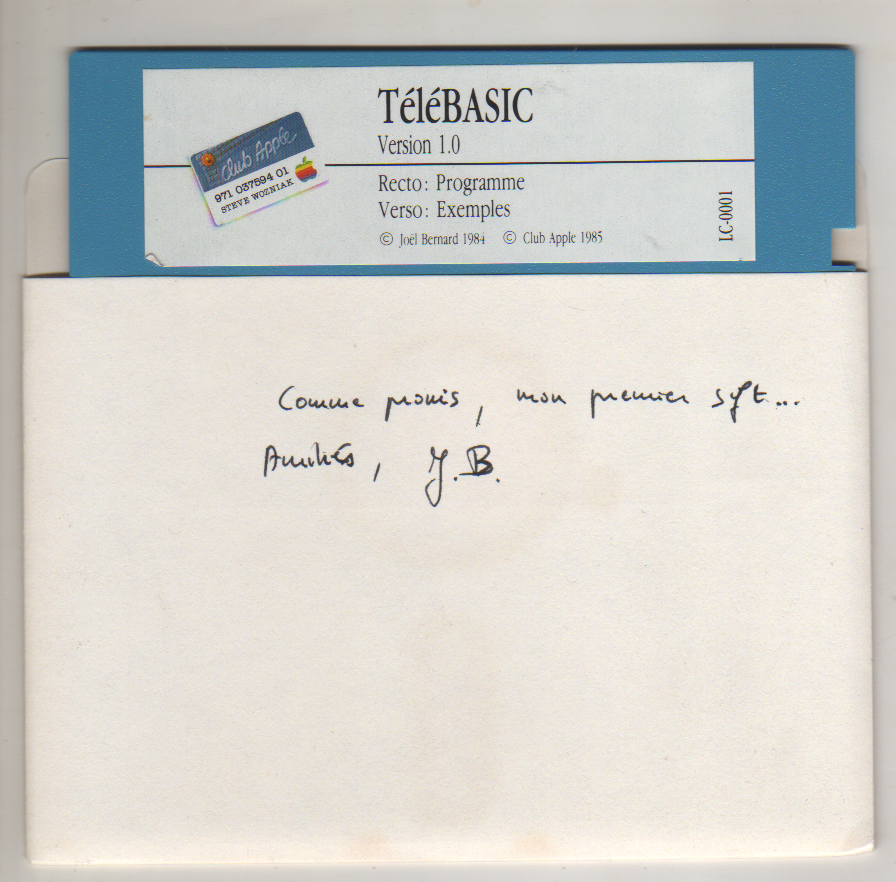 TéléBASIC
Version 1.0
Club Apple
971 037594 01
STEVE WOZNIAK
Recto : Programme
Verso : Exemples
© Joël Bernard 1984 © Club Apple 1985
LC-0001
Comme promis, mon premier soft...
Amitiés, J.B.